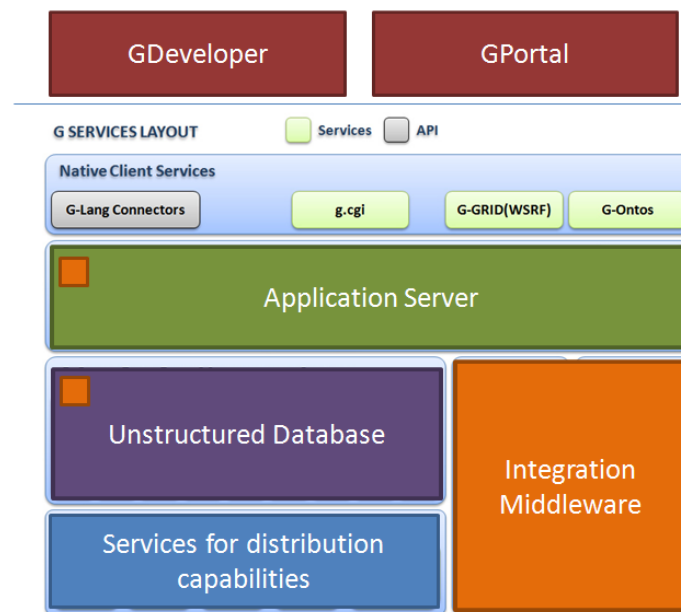 GDeveloper
GPortal
G SERVICES LAYOUT
Services
API
Native Client Services
G-Lang Connectors
g.cgi
G-GRID(WSRF)
G-Ontos
Application Server
Unstructured Database
Integration
Middleware
Services for distribution
capabilities